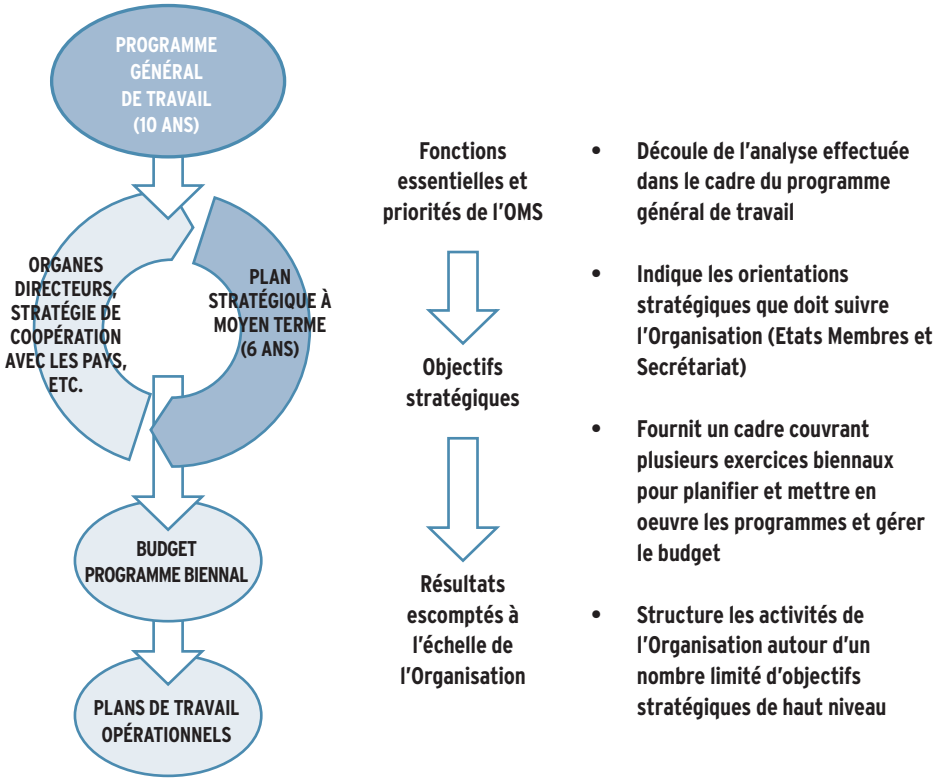 PROGRAMME
GÉNÉRAL
DE TRAVAIL
(10 ANS)
ORGANES
DIRECTEURS,
STRATÉGIE DE
COOPÉRATION
AVEC LES PAYS,
ETC.
PLAN
STRATÉGIQUE À
MOYEN TERME
(6 ANS)
BUDGET
PROGRAMME BIENNAL
PLANS DE TRAVAIL
OPÉRATIONNELS
Fonctions
essentielles et
priorités de l'OMS
Objectifs
stratégiques
Résultats
escomptés à
l'échelle de
l'Organisation
• Découle de l'analyse effectuée
dans le cadre du programme
général de travail
• Indique les orientations
stratégiques que doit suivre
l'Organisation (Etats Membres et
Secrétariat)
• Fournit un cadre couvrant
plusieurs exercices biennaux
pour planifier et mettre en
oeuvre les programmes et gérer
le budget
• Structure les activités de
l'Organisation autour d'un
nombre limité d'objectifs
stratégiques de haut niveau